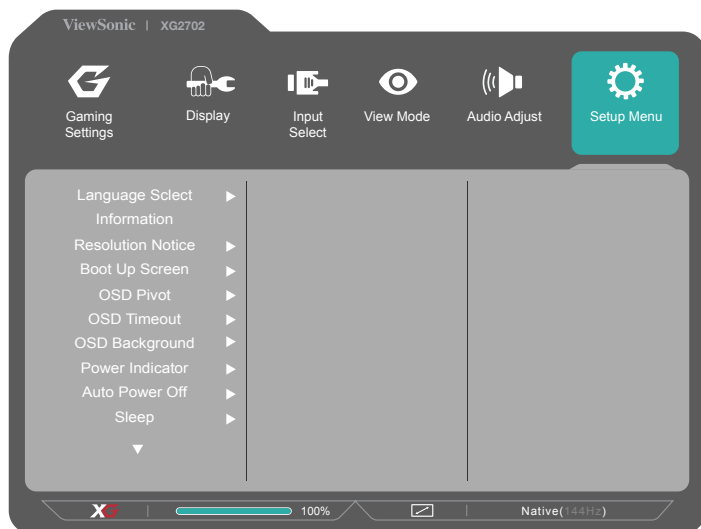 ViewSonic | XG2702
Gaming
Settings
Display
Input
Select
View Mode
Audio Adjust
Setup Menu
Language Sclect
Information
Resolution Notice
Boot Up Screen
OSD Pivot
OSD Timeout
OSD Background
Power Indicator
Auto Power Off
Sleep
XG | 100% | Native(144Hz)